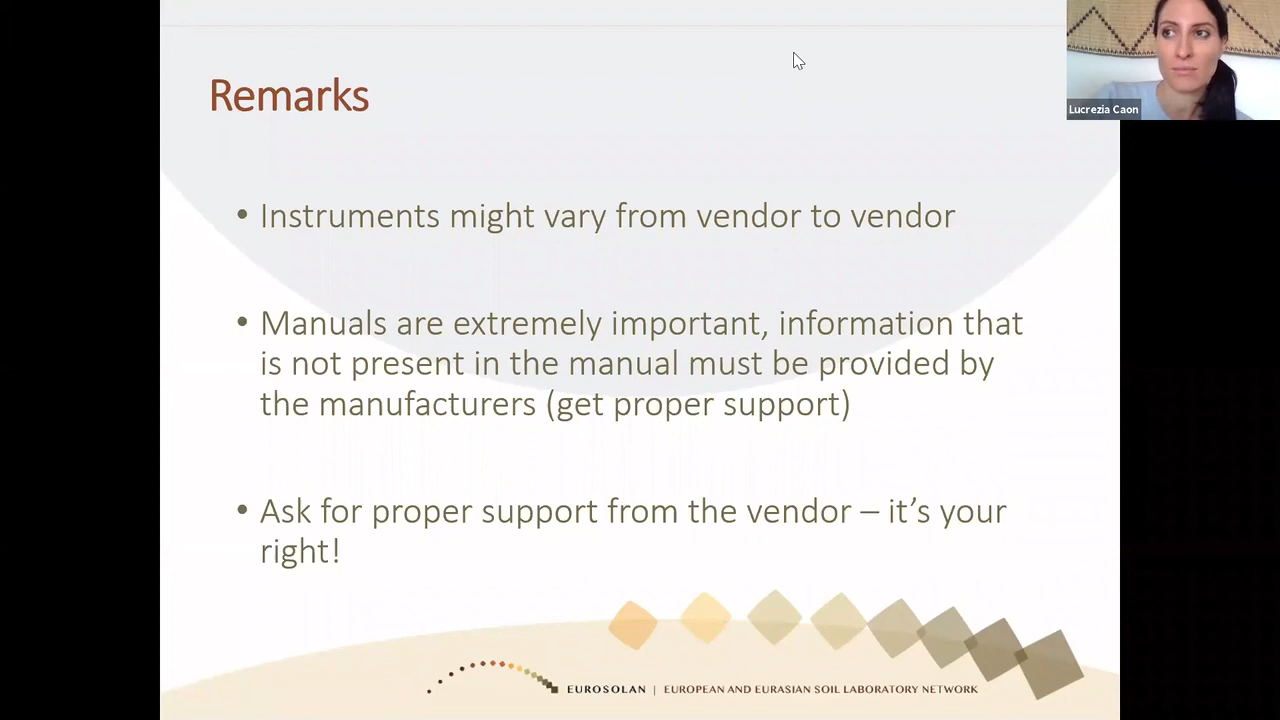 Remarks
Lucrezia Caon
• Instruments might vary from vendor to vendor
• Manuals are extremely important, information that
is not present in the manual must be provided by
the manufacturers (get proper support)
• Ask for proper support from the vendor – it’s your
right!
EUROSOLAN | EUROPEAN AND EURASIAN SOIL LABORATORY NETWORK